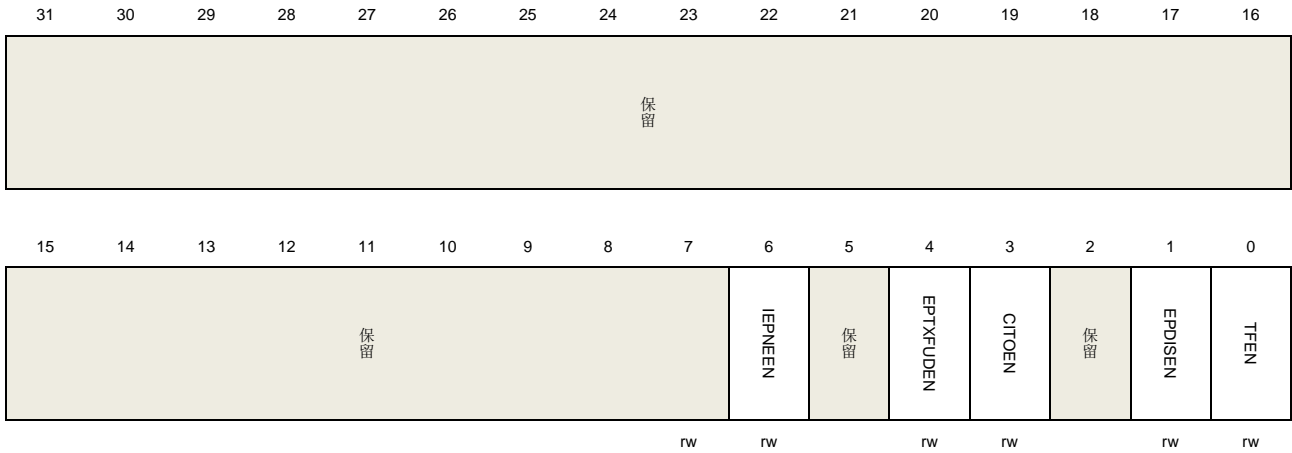 31 30 29 28 27 26 25 24 23 22 21 20 19 18 17 16
保留
15 14 13 12 11 10 9 8 7 6 5 4 3 2 1 0
保留 IEPNEEN 保留 EPTXFUDEN CITOEN 保留 EPDISEN TFEN
rw rw rw rw rw rw